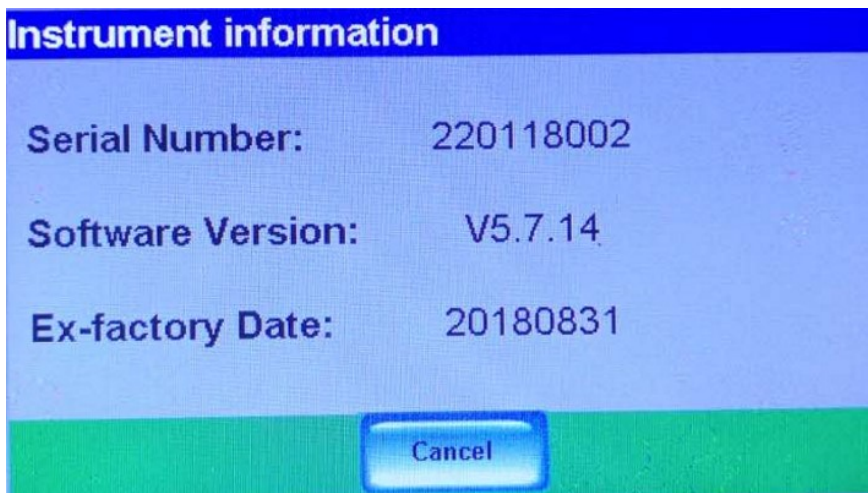 Instrument information
Serial Number: 220118002
Software Version: V5.7.14
Ex-factory Date: 20180831
Cancel